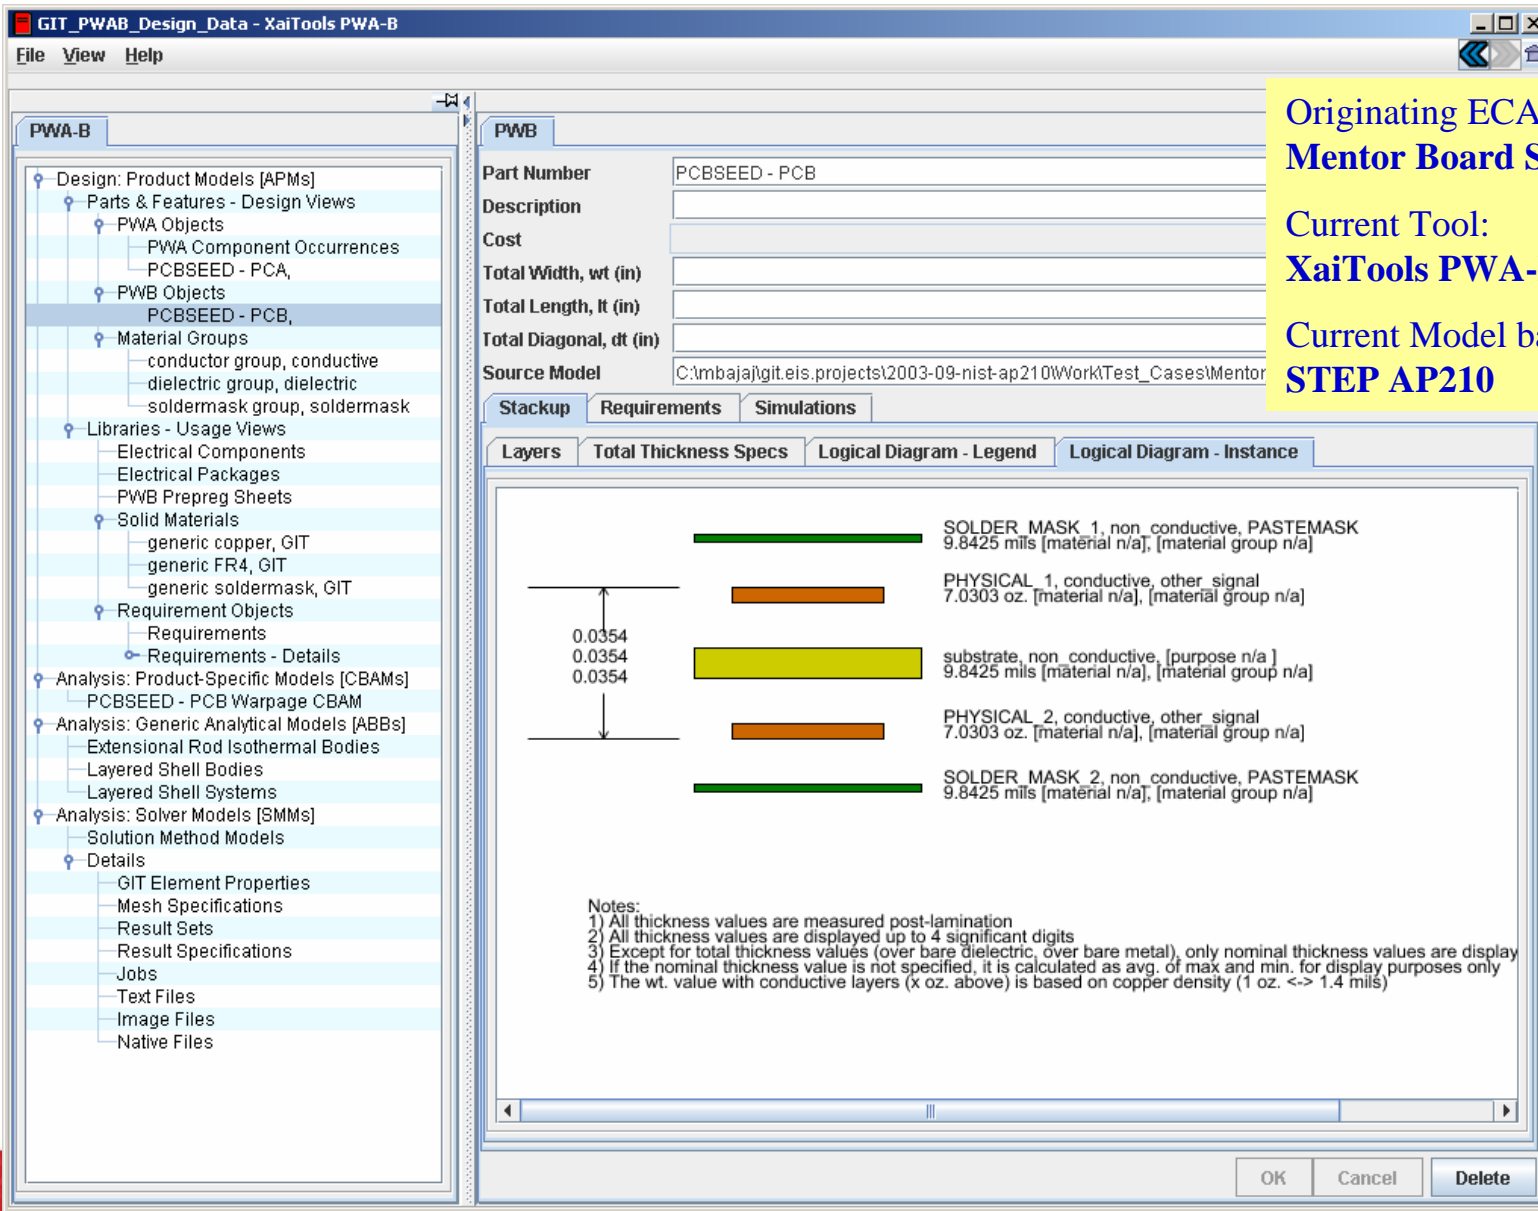 GIT_PWAB_Design_Data - XaiTools PWA-B
File View Help
PWA-B
Design: Product Models [APMs]
Parts & Features - Design Views
PWA Objects
PWA Component Occurrences
PCBSEED - PCA,
PWB Objects
PCBSEED - PCB,
Material Groups
conductor group, conductive
dielectric group, dielectric
soldermask group, soldermask
Libraries - Usage Views
Electrical Components
Electrical Packages
PWB Prepreg Sheets
Solid Materials
generic copper, GIT
generic FR4, GIT
generic soldermask, GIT
Requirement Objects
Requirements
Requirements - Details
Analysis: Product-Specific Models [CBAMs]
PCBSEED - PCB Warpage CBAM
Analysis: Generic Analytical Models [ABBs]
Extensional Rod Isothermal Bodies
Layered Shell Bodies
Layered Shell Systems
Analysis: Solver Models [SMMs]
Solution Method Models
Details
GIT Element Properties
Mesh Specifications
Result Sets
Result Specifications
Jobs
Text Files
Image Files
Native Files
PWB
Part Number PCBSEED - PCB
Description
Cost
Total Width, wt (in)
Total Length, lt (in)
Total Diagonal, dt (in)
Source Model C:\mbajaj\git.eis.projects\2003-09-nist-ap210\Work\Test_Cases\Mentor
Originating ECA
Mentor Board S
Current Tool:
XaiTools PWA-
Current Model ba
STEP AP210
Stackup Requirements Simulations
Layers Total Thickness Specs Logical Diagram - Legend Logical Diagram - Instance
SOLDER_MASK_1, non_conductive, PASTEMASK
9.8425 mils [material n/a], [material group n/a]
PHYSICAL_1, conductive, other_signal
7.0303 oz. [material n/a], [material group n/a]
0.0354
0.0354
0.0354
substrate, non_conductive, [purpose n/a ]
9.8425 mils [material n/a], [material group n/a]
PHYSICAL_2, conductive, other_signal
7.0303 oz. [material n/a], [material group n/a]
SOLDER_MASK_2, non_conductive, PASTEMASK
9.8425 mils [material n/a], [material group n/a]
Notes:
1) All thickness values are measured post-lamination
2) All thickness values are displayed up to 4 significant digits
3) Except for total thickness values (over bare dielectric, over bare metal), only nominal thickness values are display
4) If the nominal thickness value is not specified, it is calculated as avg. of max and min. for display purposes only
5) The wt. value with conductive layers (x oz. above) is based on copper density (1 oz. <-> 1.4 mils)
OK Cancel Delete